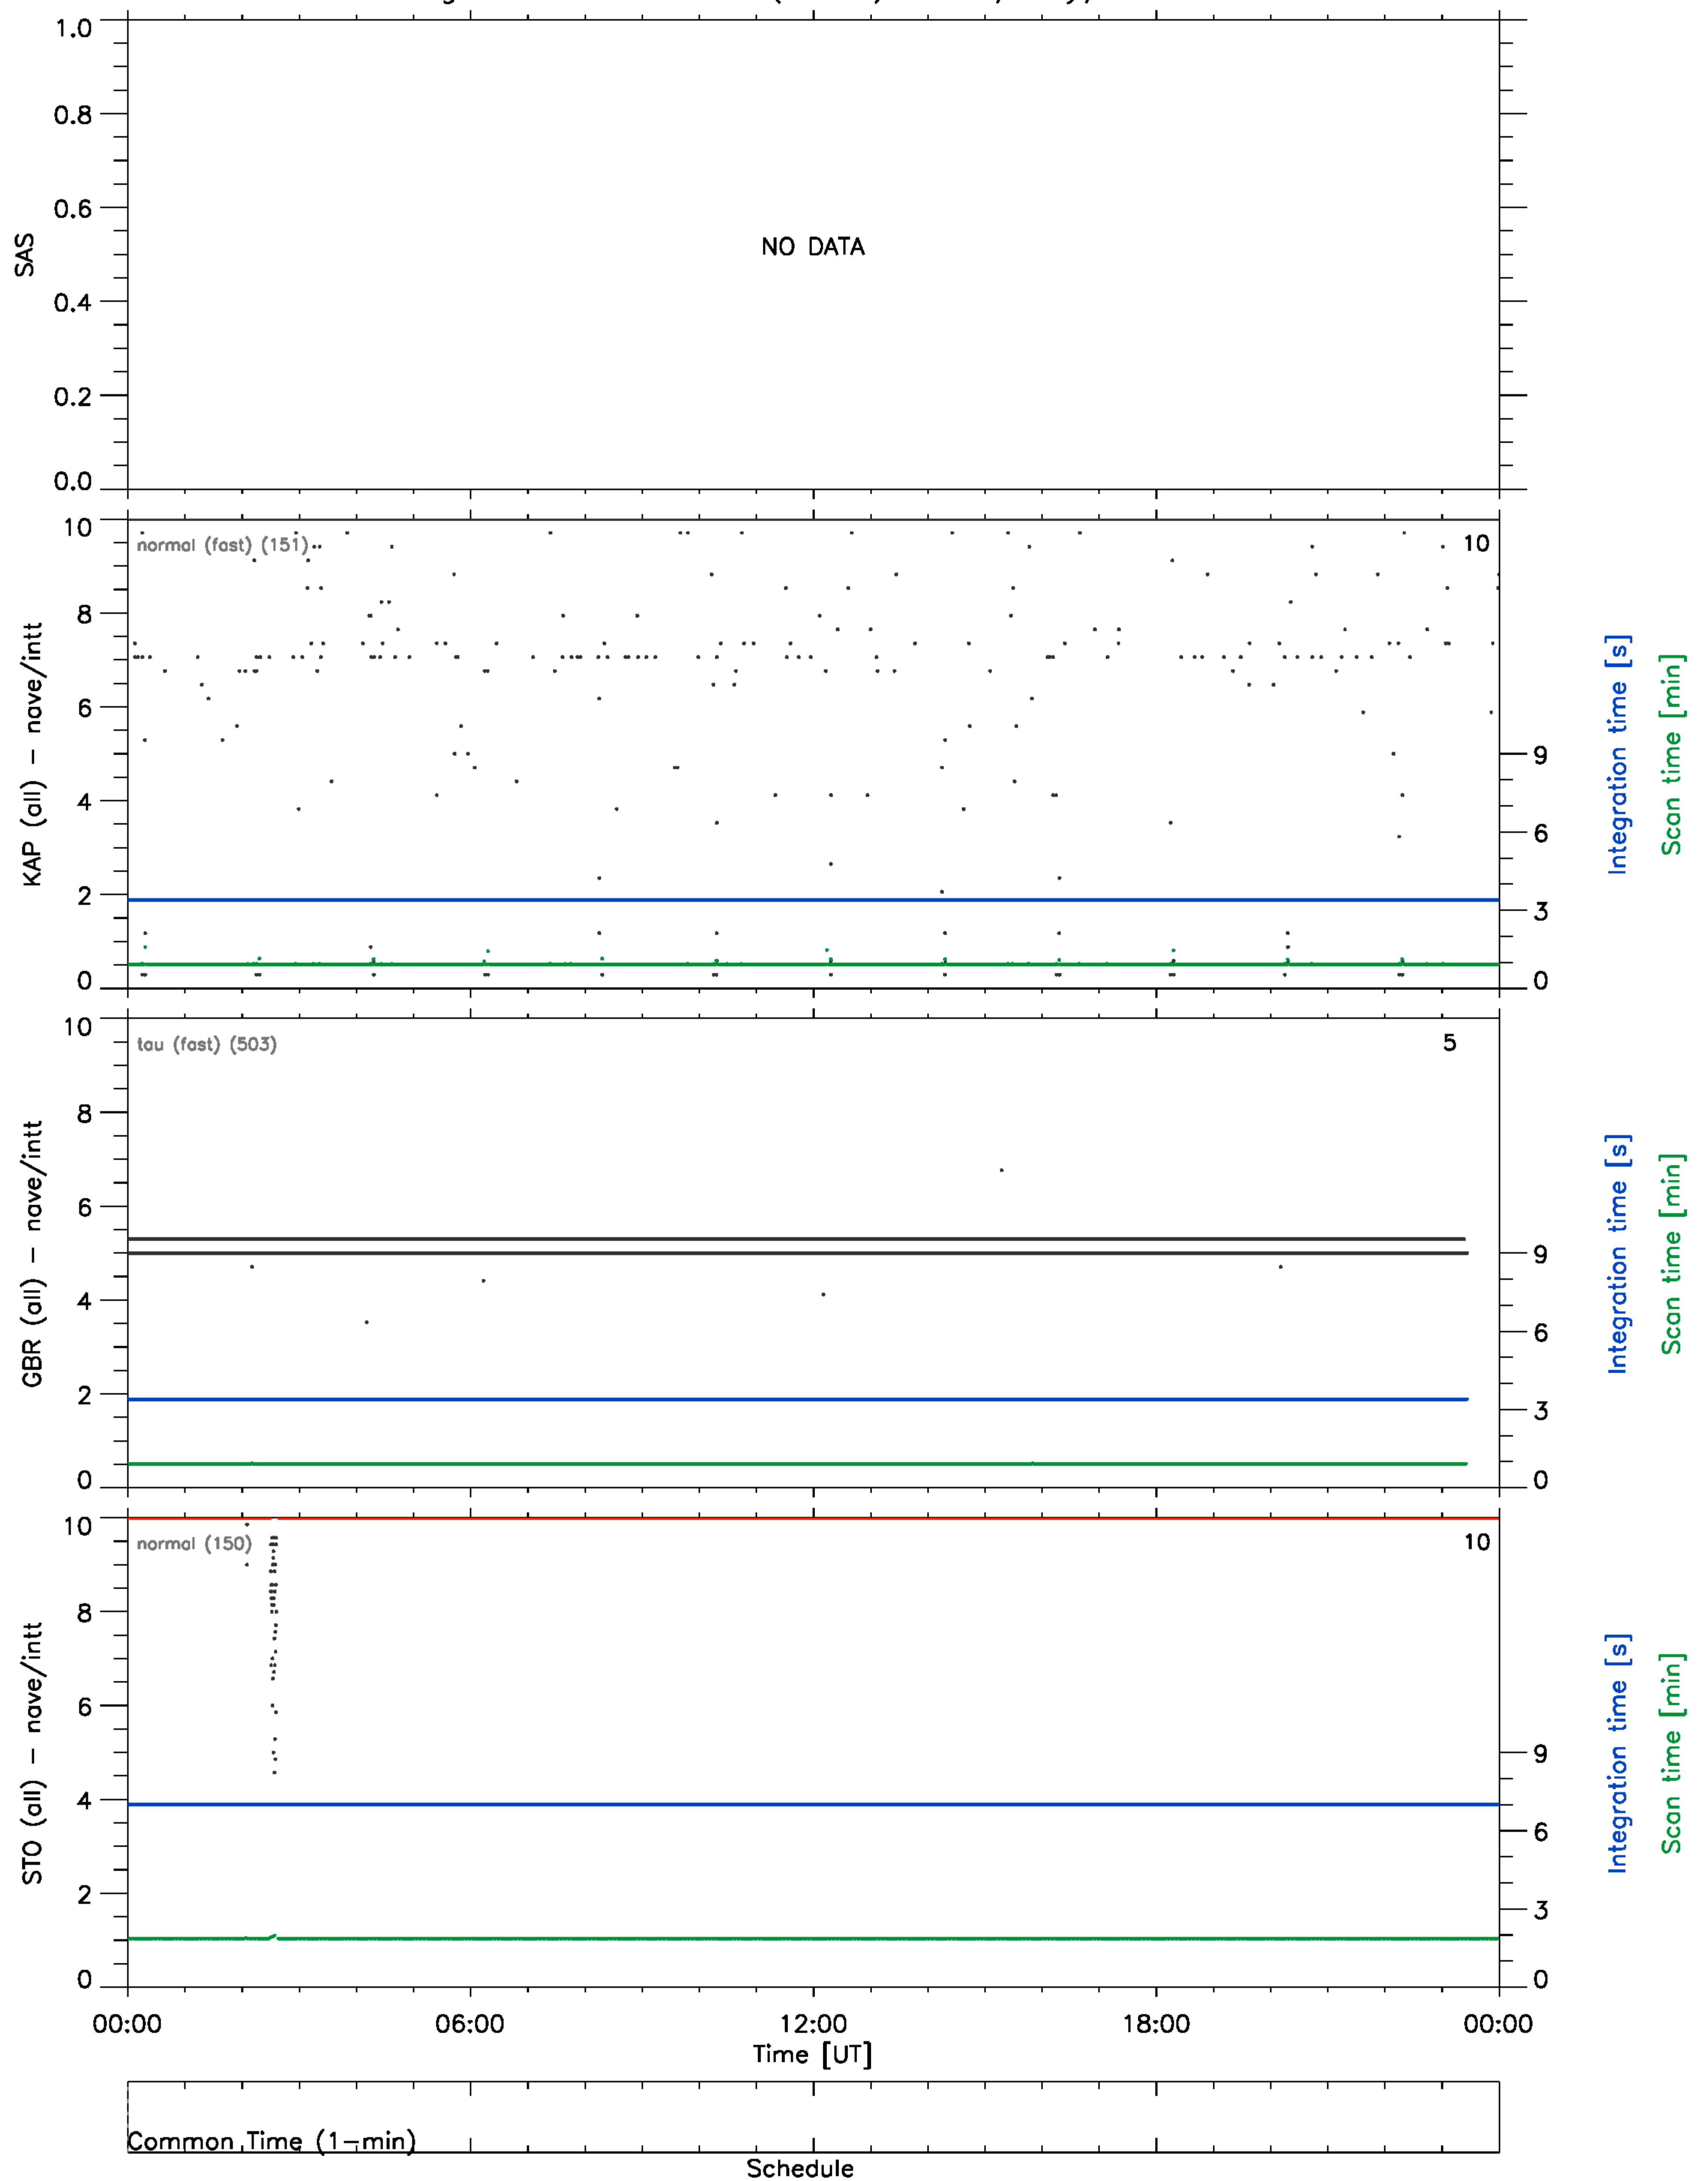 1.0
0.8
0.6
0.4
0.2
0.0
SAS
NO DATA
10
8
6
4
2
0
KAP (all) – nave/intt
normal (fast) (151)
10
9
6
3
0
Integration time [s]
Scan time [min]
10
8
6
4
2
0
GBR (all) – nave/intt
tau (fast) (503)
5
9
6
3
0
Integration time [s]
Scan time [min]
10
8
6
4
2
0
STO (all) – nave/intt
normal (150)
10
9
6
3
0
Integration time [s]
Scan time [min]
00:00 06:00 12:00 18:00 00:00
Time [UT]
Common Time (1–min)
Schedule